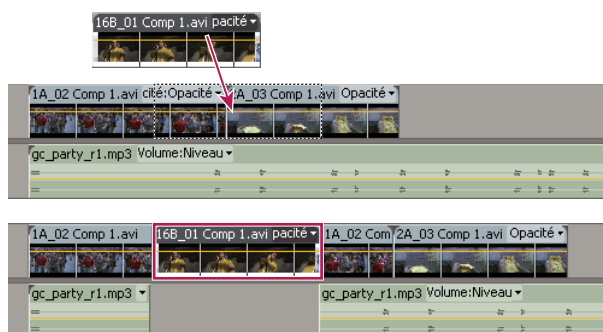 16B_01 Comp 1.avi pacité
1A_02 Comp 1.avi cité:Opacité A_03 Comp 1.avi Opacité
gc_party_r1.mp3 Volume:Niveau
1A_02 Comp 1.avi 16B_01 Comp 1.avi pacité 1A_02 Com 2A_03 Comp 1.avi Opacité
gc_party_r1.mp3 gc_party_r1.mp3 Volume:Niveau